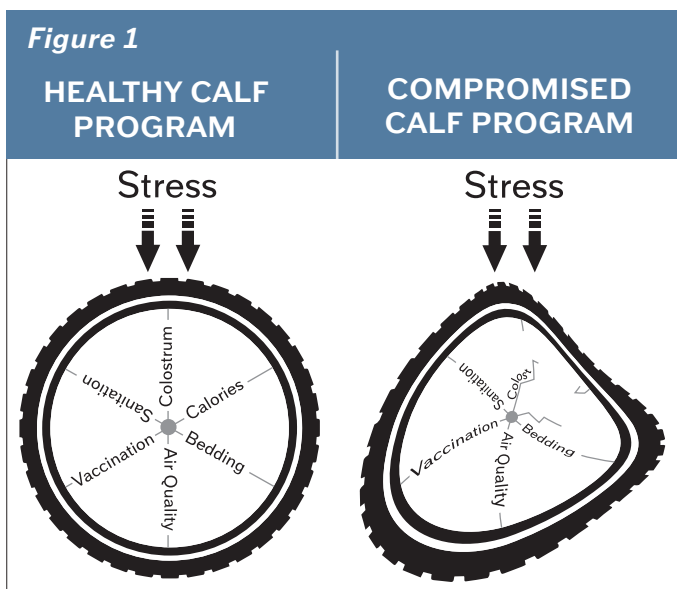 Figure 1
HEALTHY CALF
PROGRAM
COMPROMISED
CALF PROGRAM
Stress
Colostrum
Calories
Bedding
Air Quality
Vaccination
Sanitation
Stress
Colost
Bedding
Air Quality
Vaccination
Sanitation